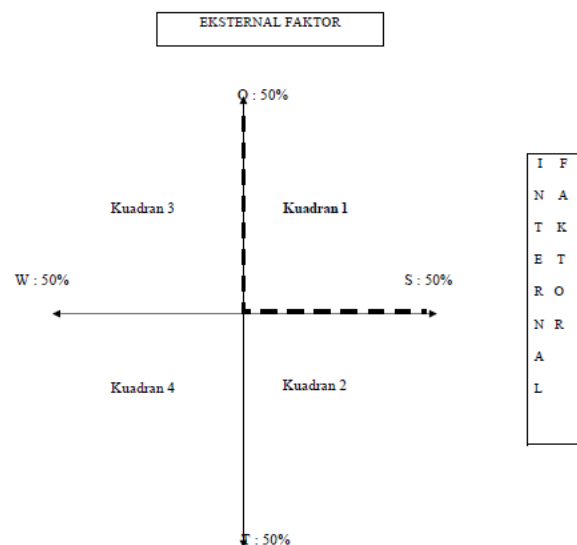 EKSTERNAL FAKTOR
O : 50%
Kuadran 3
Kuadran 1
W : 50%
S : 50%
Kuadran 4
Kuadran 2
T : 50%
I F
N A
T K
E T
R O
N R
A
L